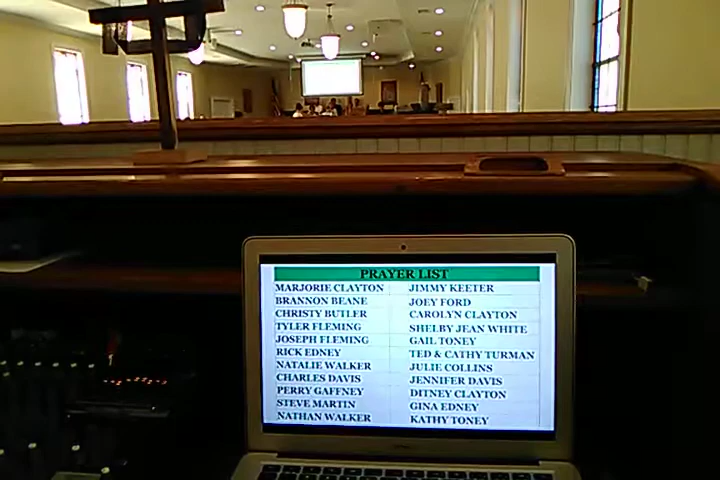 PRAYER LIST
MARJORIE CLAYTON JIMMY KEETER
BRANNON BEANE JOEY FORD
CHRISTY BUTLER CAROLYN CLAYTON
TYLER FLEMING SHELBY JEAN WHITE
JOSEPH FLEMING GAIL TONEY
RICK EDNEY TED & CATHY TURMAN
NATALIE WALKER JULIE COLLINS
CHARLES DAVIS JENNIFER DAVIS
PERRY GAFFNEY DITNEY CLAYTON
STEVE MARTIN GINA EDNEY
NATHAN WALKER KATHY TONEY